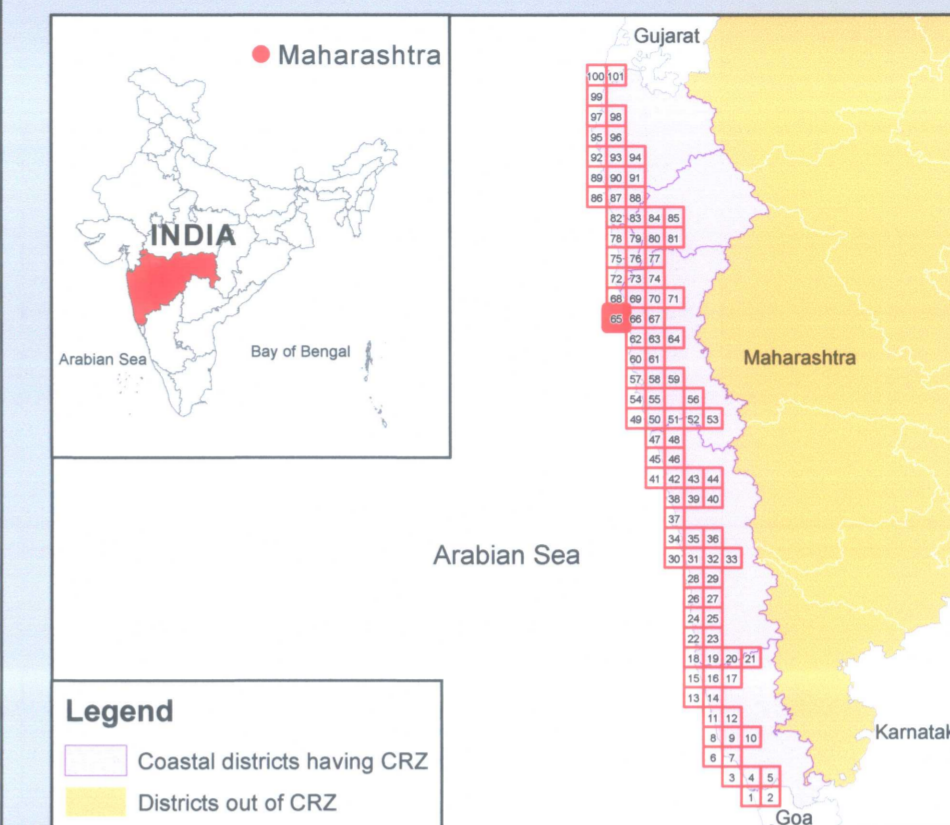 Maharashtra
INDIA
Arabian Sea
Bay of Bengal
Gujarat
100 101
99
97 98
95 96
92 93 94
89 90 91
86 87 88
82 83 84 85
78 79 80 81
75 76 77
72 73 74
68 69 70 71
65 66 67
62 63 64
60 61
57 58 59
54 55 56
49 50 51 52 53
47 48
45 46
41 42 43 44
38 39 40
37
34 35 36
30 31 32 33
28 29
26 27
24 25
22 23
18 19 20 21
15 16 17
13 14
11 12
8 9 10
6 7
3 4 5
1 2
Maharashtra
Arabian Sea
Karnatak
Goa
Legend
Coastal districts having CRZ
Districts out of CRZ